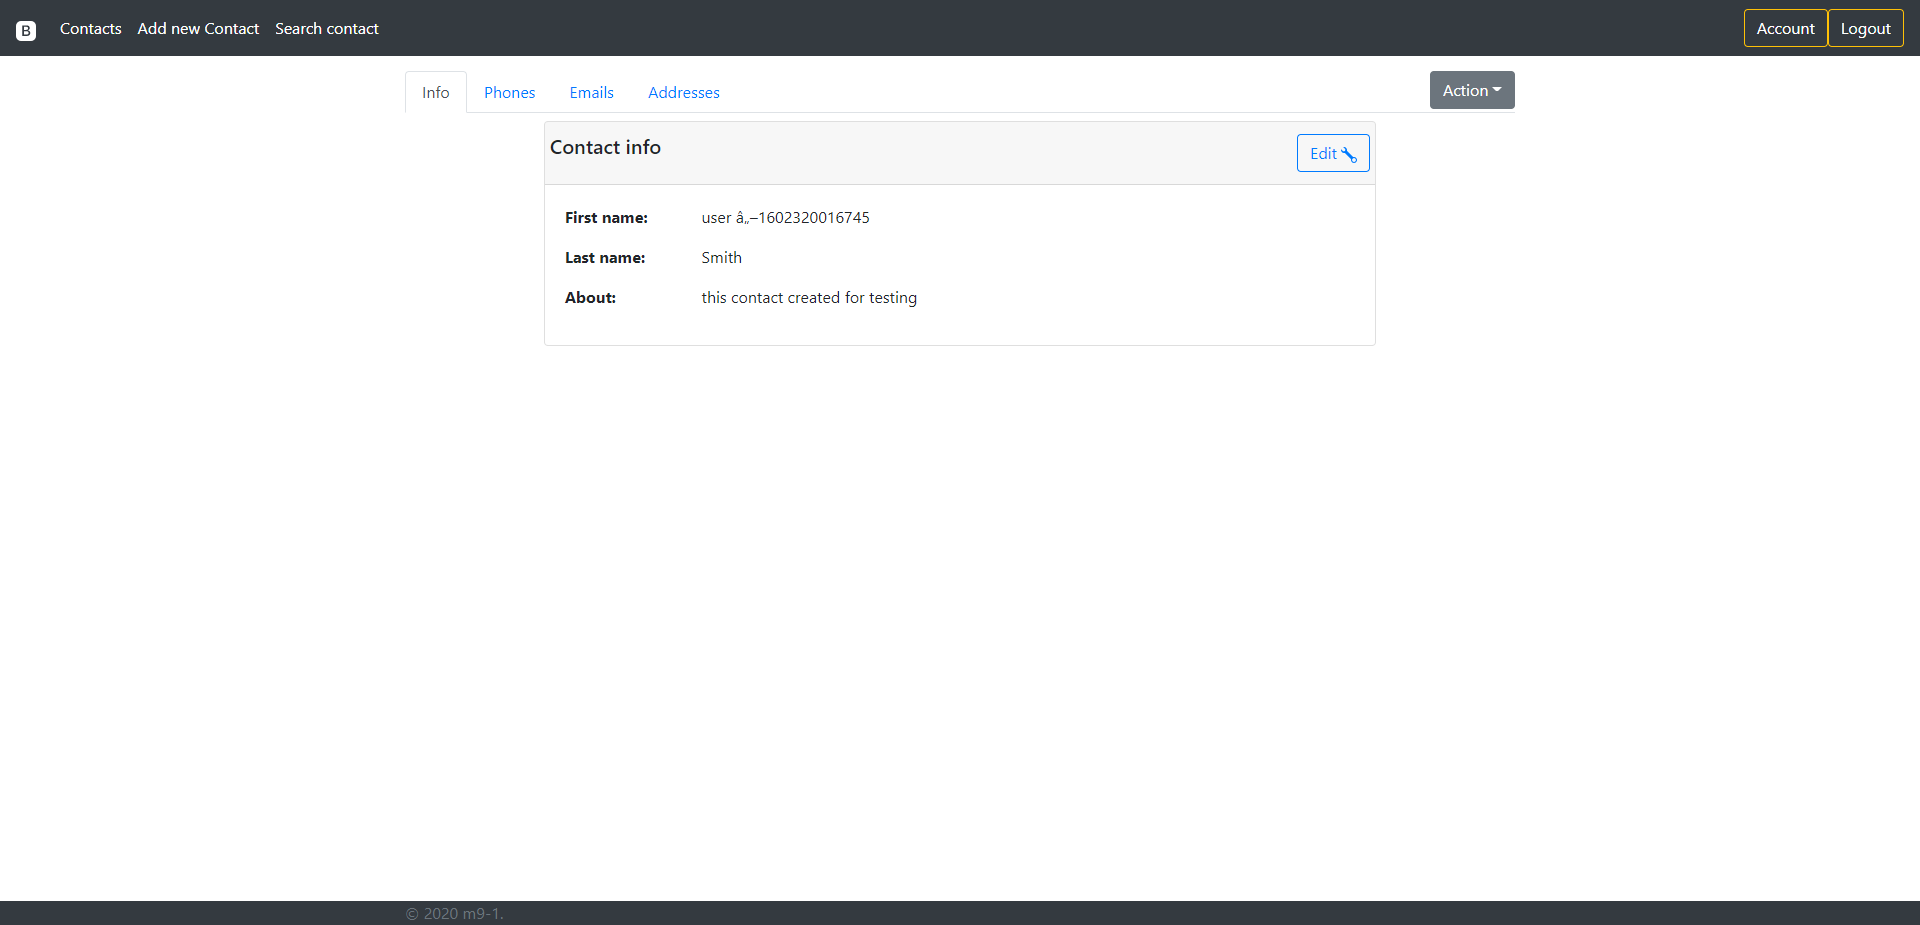 B Contacts Add new Contact Search contact Account Logout
Info Phones Emails Addresses Action
Contact info Edit
First name: user â„–1602320016745
Last name: Smith
About: this contact created for testing
© 2020 m9-1.